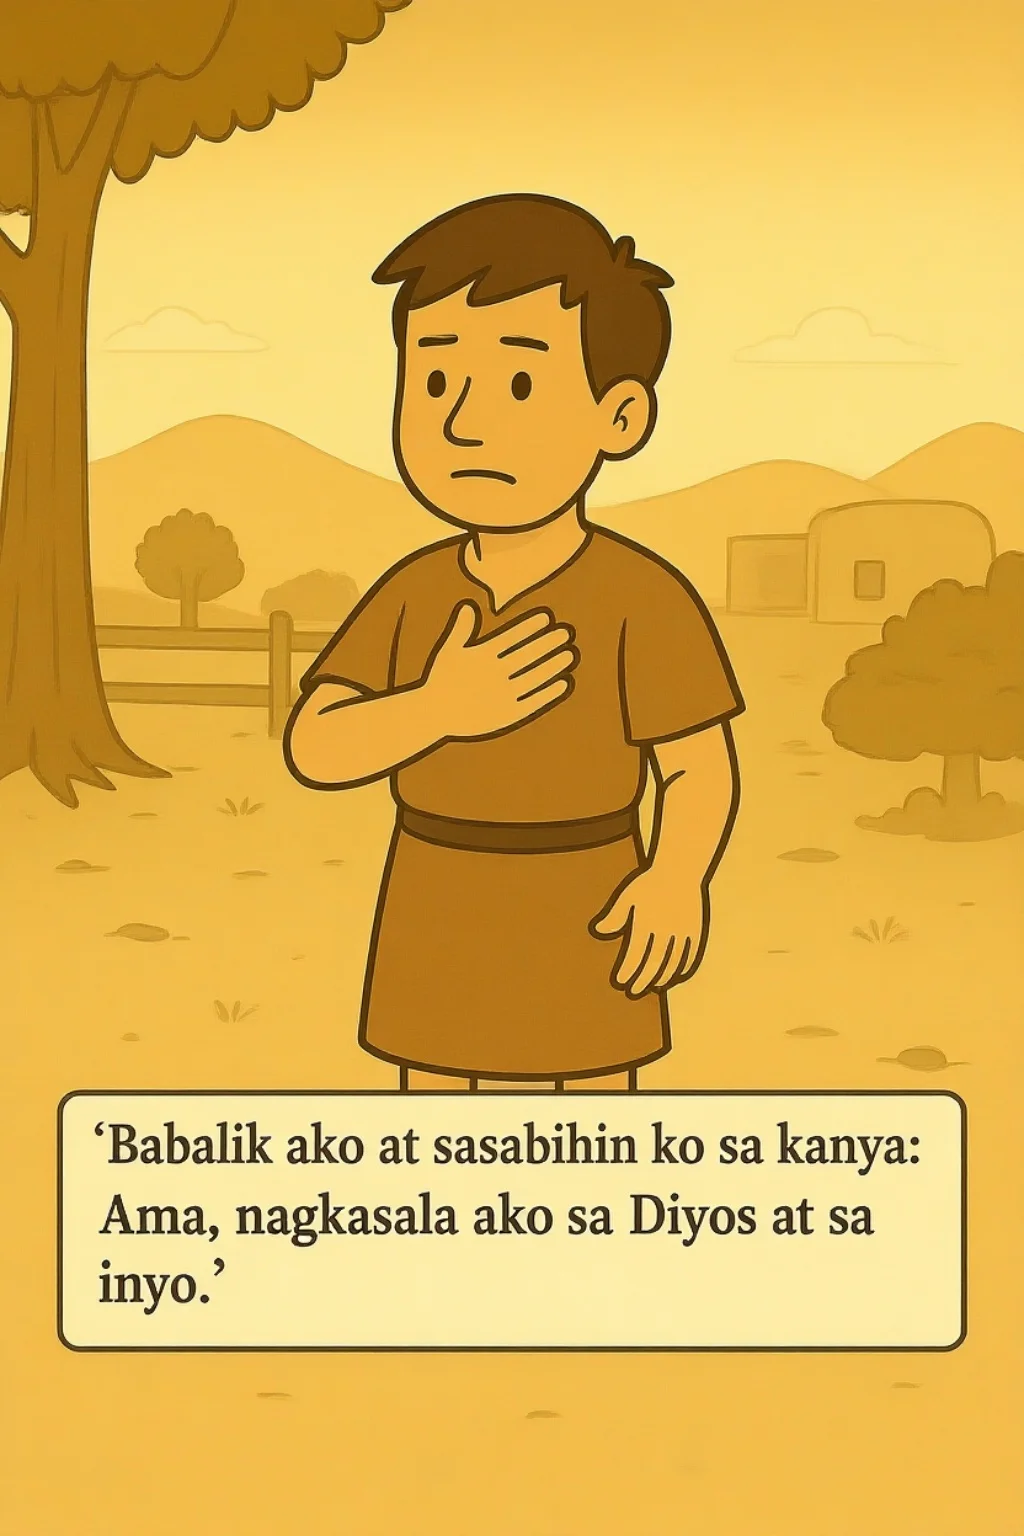 ‘Babalik ako at sasabihin ko sa kanya:
Ama, nagkasala ako sa Diyos at sa
inyo.’